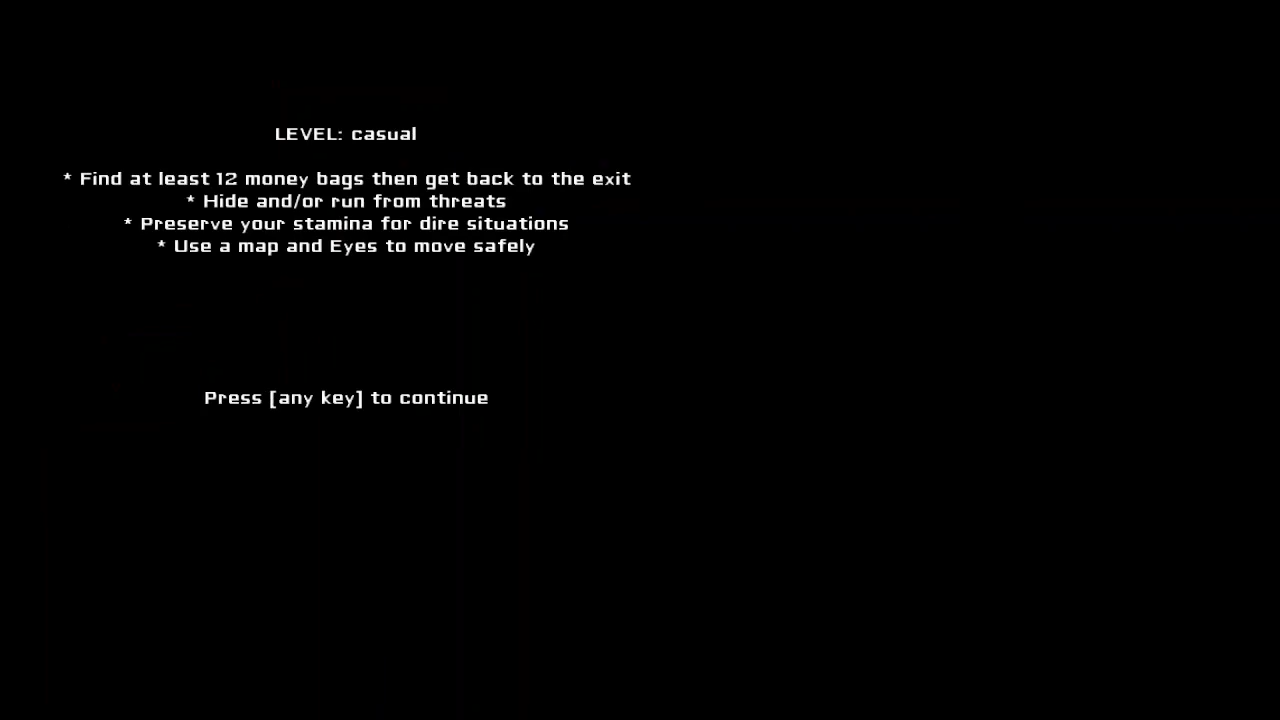 LEVEL: casual
* Find at least 12 money bags then get back to the exit
* Hide and/or run from threats
* Preserve your stamina for dire situations
* Use a map and Eyes to move safely
Press [any key] to continue